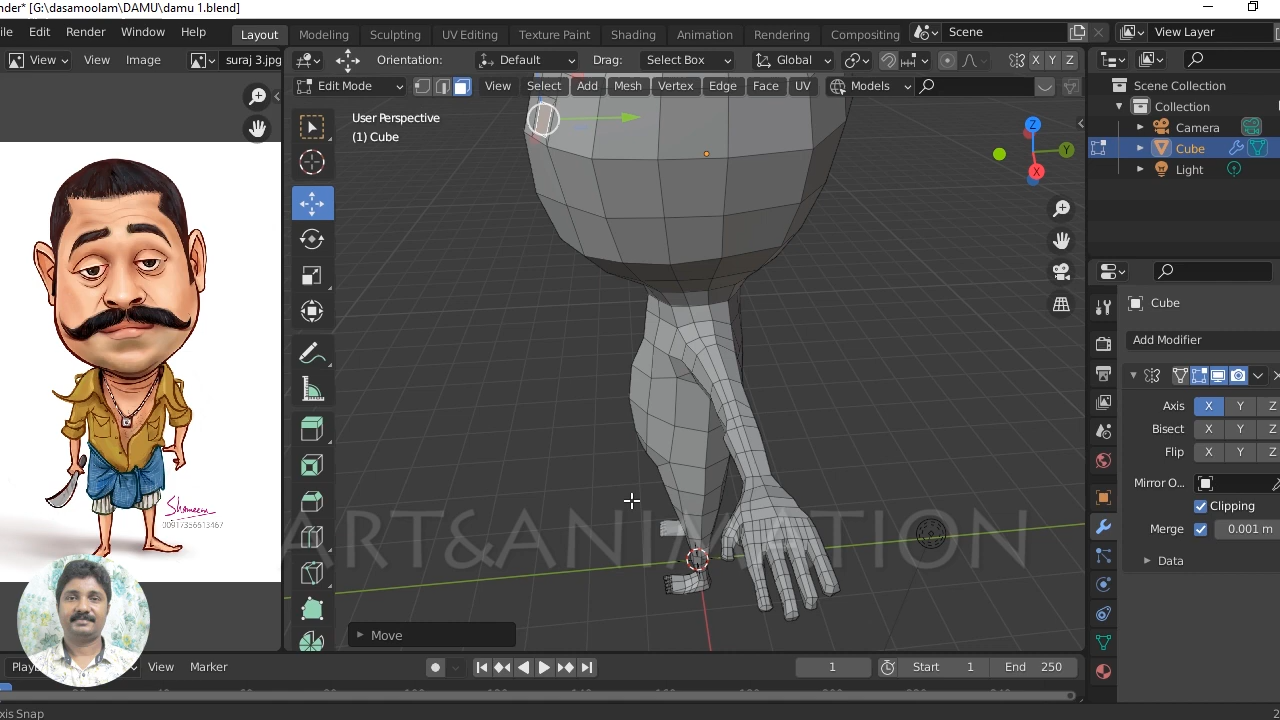 nder* [G:\dasamoolam\DAMU\damu 1.blend]
ile Edit Render Window Help Layout Modeling Sculpting UV Editing Texture Paint Shading Animation Rendering Compositing Scene View Layer
View View Image suraj 3.jpg Orientation: Default Drag: Select Box Global X Y Z
Edit Mode Select Add Mesh Vertex Edge Face UV Models
Scene Collection
Collection
Camera
Cube
Light
User Perspective
(1) Cube
Z
Y
X
Cube
Add Modifier
Axis X Y Z
Bisect X Y Z
Flip X Y Z
Mirror O...
Clipping
Merge 0.001 m
Data
Shameem
00917356613467
ART&ANIMATION
Move
Playb View Marker 1 Start 1 End 250
xis Snap